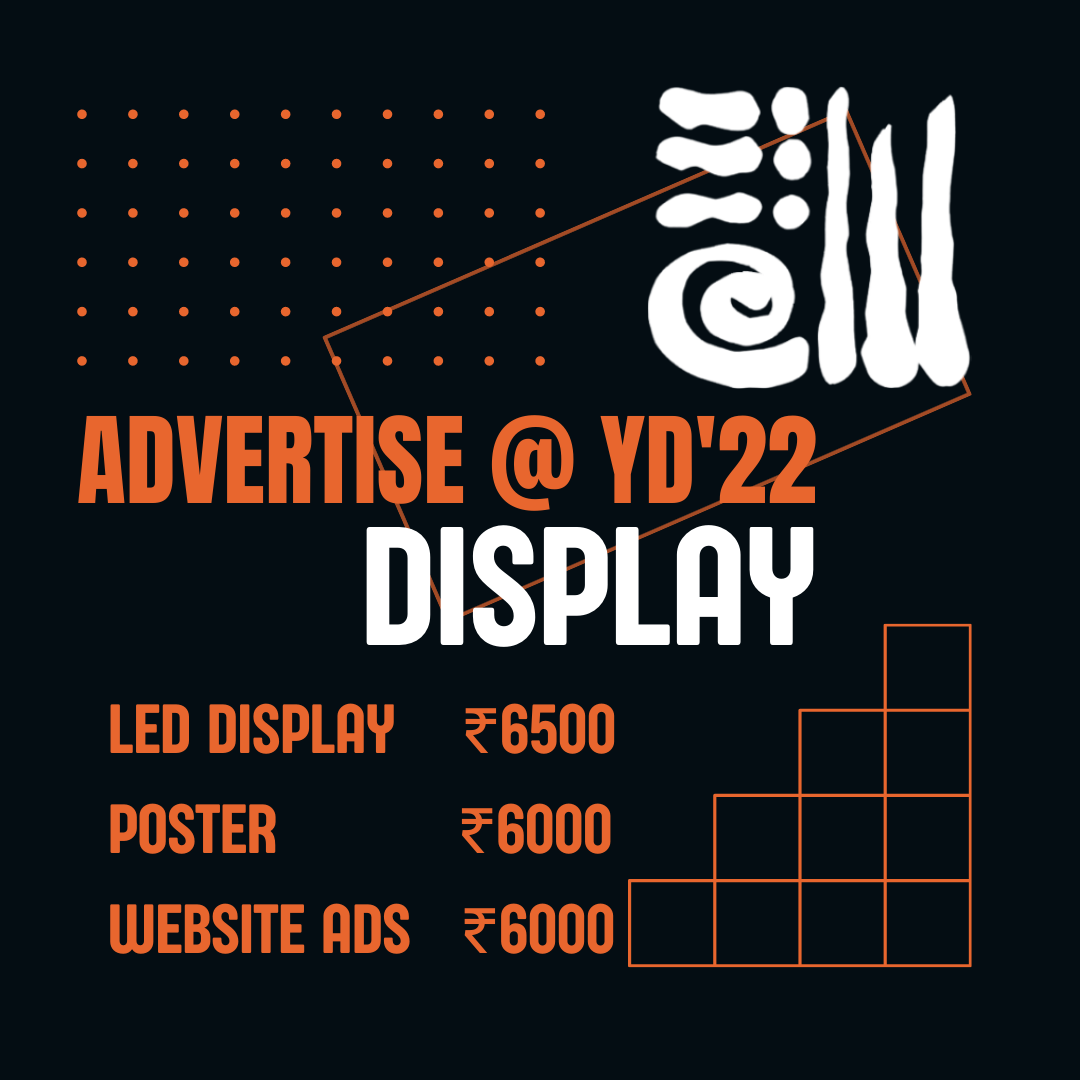 ADVERTISE @ YD'22
DISPLAY
LED DISPLAY ₹6500
POSTER ₹6000
WEBSITE ADS ₹6000